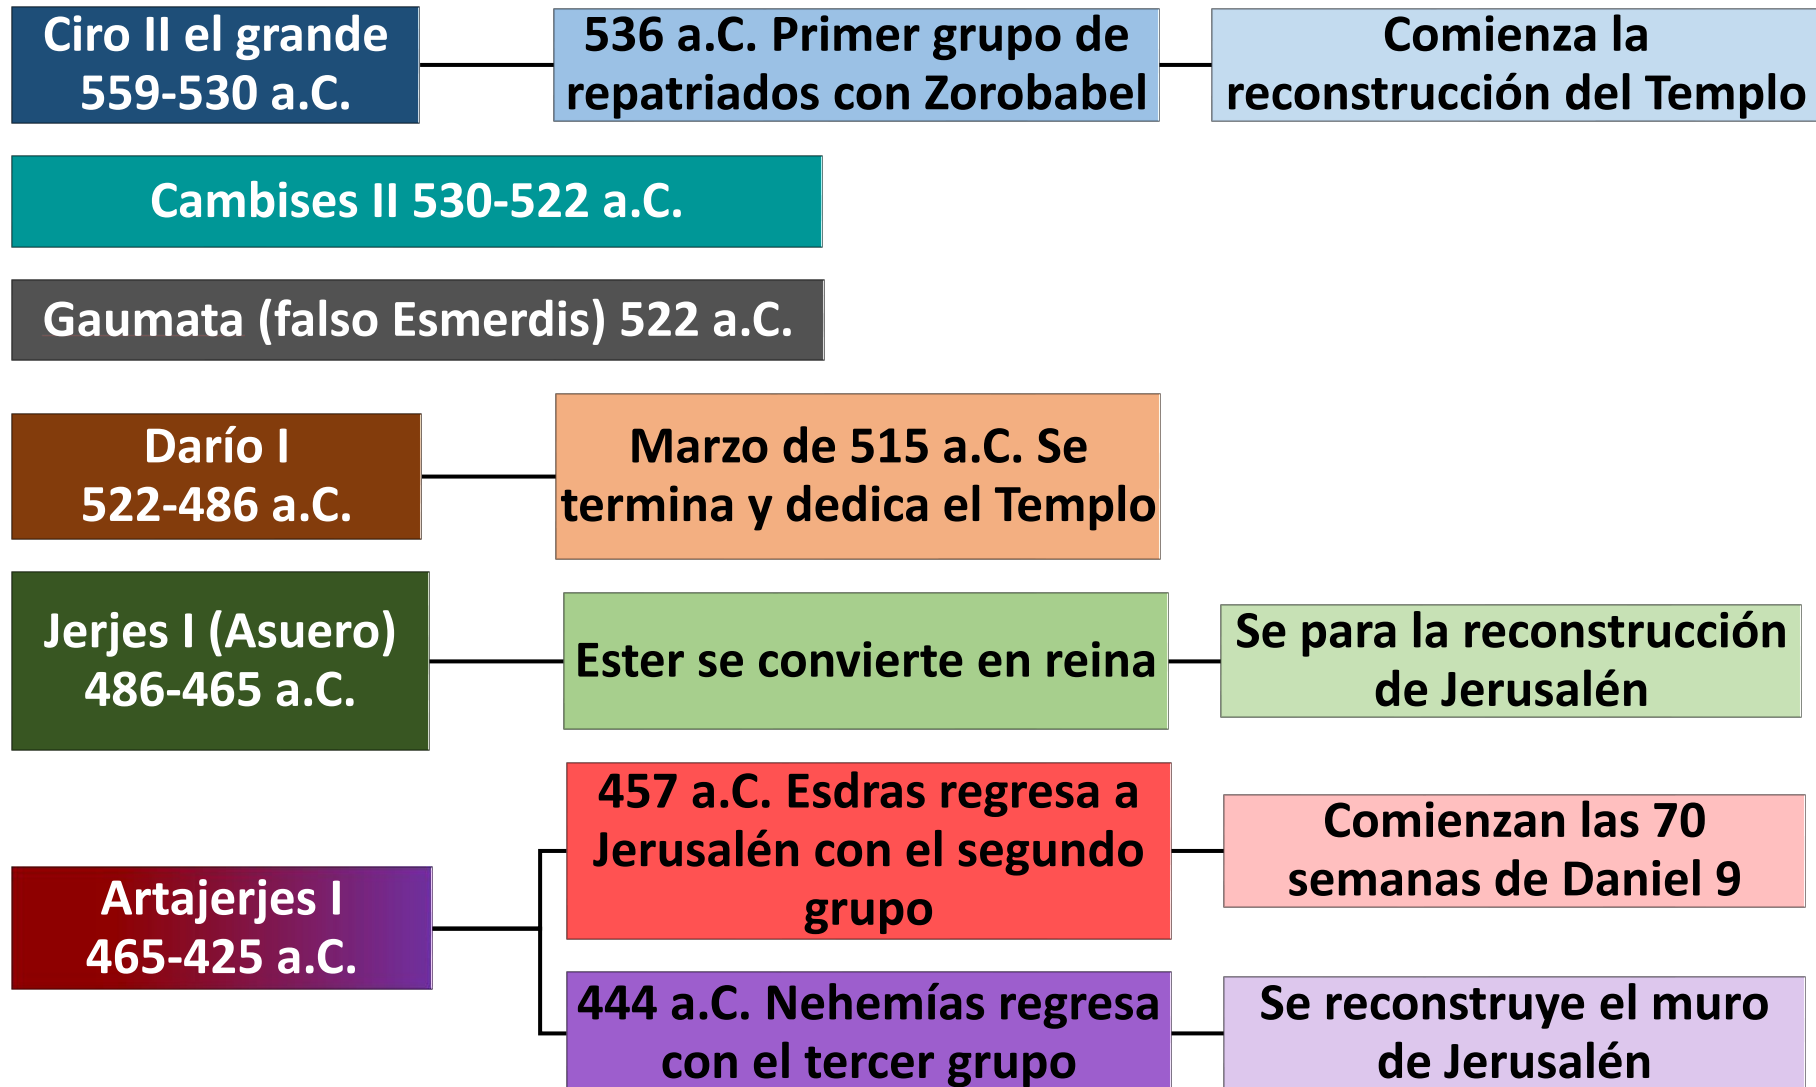 Ciro II el grande
559-530 a.C.
536 a.C. Primer grupo de
repatriados con Zorobabel
Comienza la
reconstrucción del Templo
Cambises II 530-522 a.C.
Gaumata (falso Esmerdis) 522 a.C.
Darío I
522-486 a.C.
Marzo de 515 a.C. Se
termina y dedica el Templo
Jerjes I (Asuero)
486-465 a.C.
Ester se convierte en reina
Se para la reconstrucción
de Jerusalén
Artajerjes I
465-425 a.C.
457 a.C. Esdras regresa a
Jerusalén con el segundo
grupo
Comienzan las 70
semanas de Daniel 9
444 a.C. Nehemías regresa
con el tercer grupo
Se reconstruye el muro
de Jerusalén